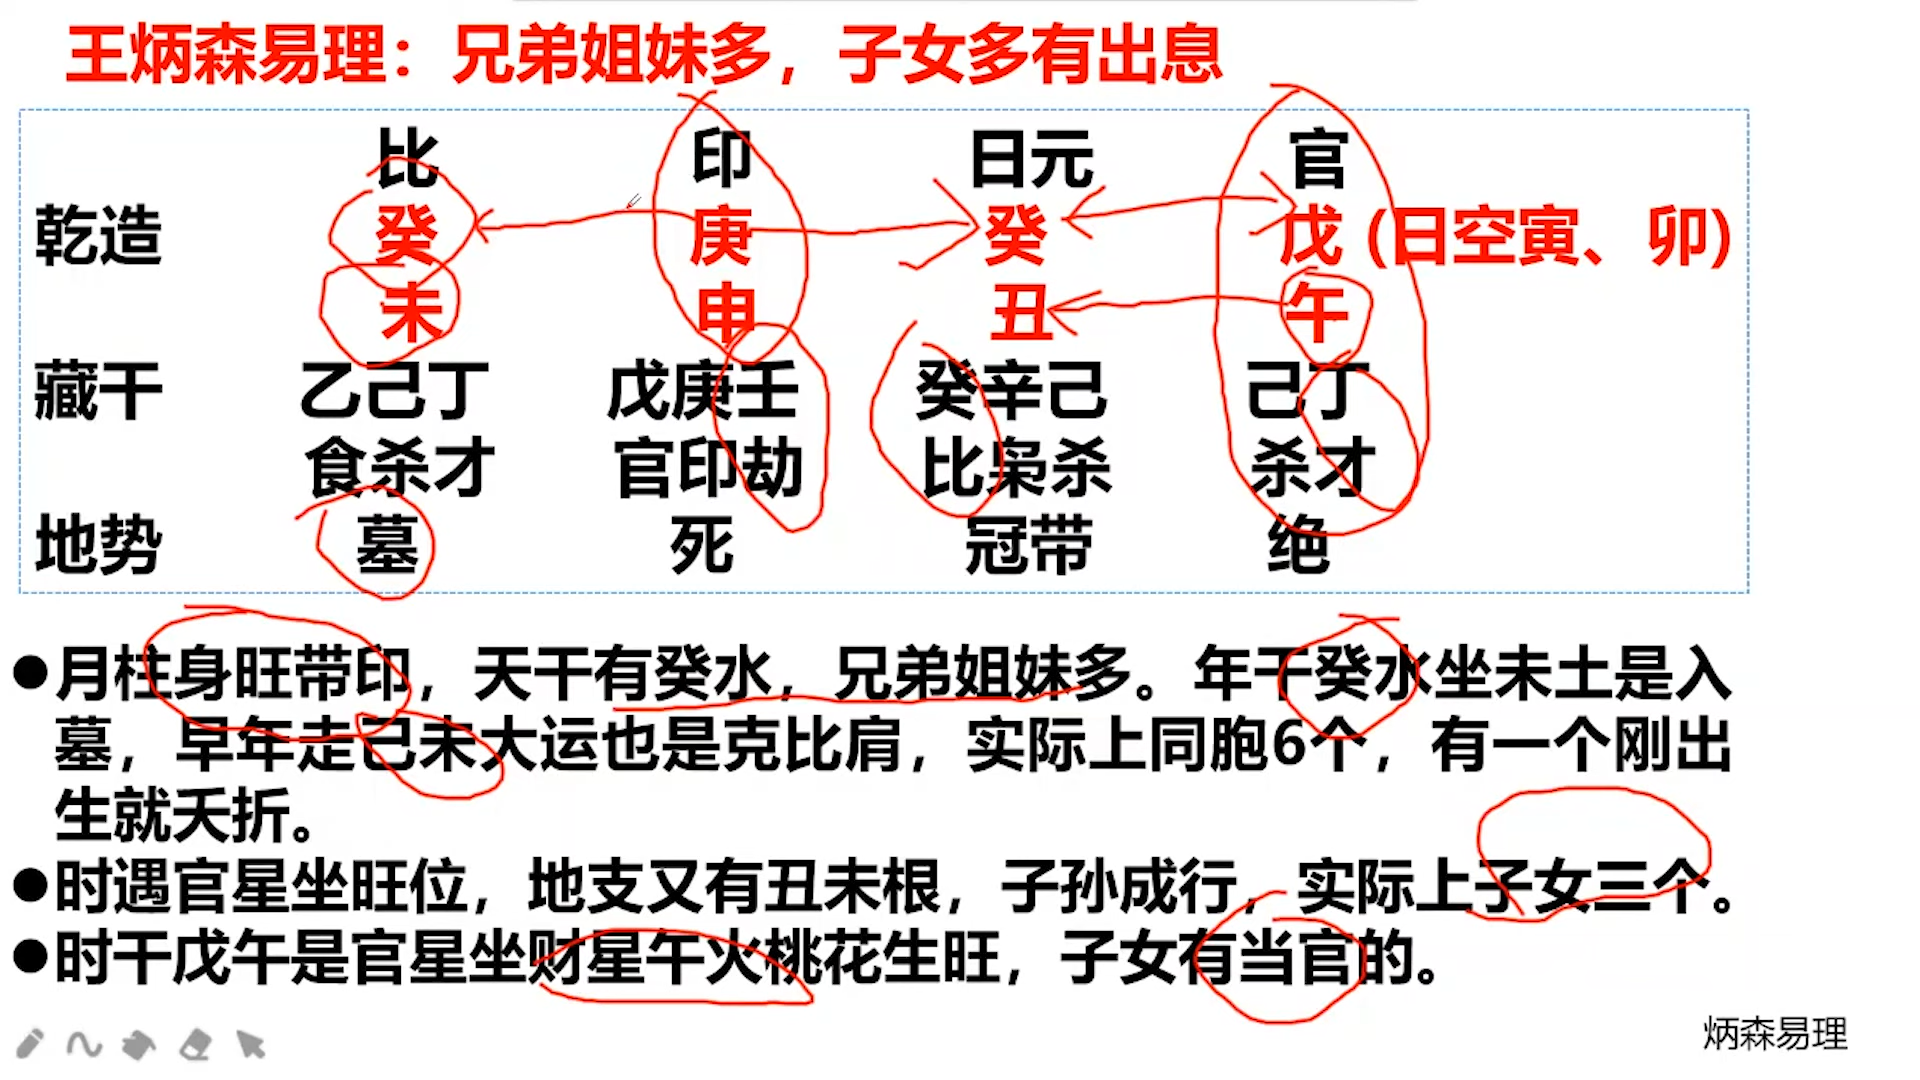 王炳森易理：兄弟姐妹多，子女多有出息
比 印 日元 官
乾造 癸 庚 癸 戊 (日空寅、卯)
未 申 丑 午
藏干 乙己丁 戊庚壬 癸辛己 己丁
食杀才 官印劫 比枭杀 杀才
地势 墓 死 冠带 绝
●月柱身旺带印，天干有癸水，兄弟姐妹多。年干癸水坐未土是入
墓，早年走己未大运也是克比肩，实际上同胞6个，有一个刚出
生就夭折。
●时遇官星坐旺位，地支又有丑未根，子孙成行，实际上子女三个。
●时干戊午是官星坐财星午火桃花生旺，子女有当官的。
炳森易理